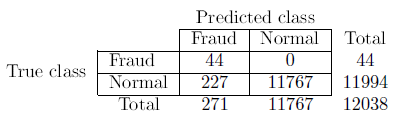 Predicted class
Fraud Normal Total
True class Fraud 44 0 44
Normal 227 11767 11994
Total 271 11767 12038